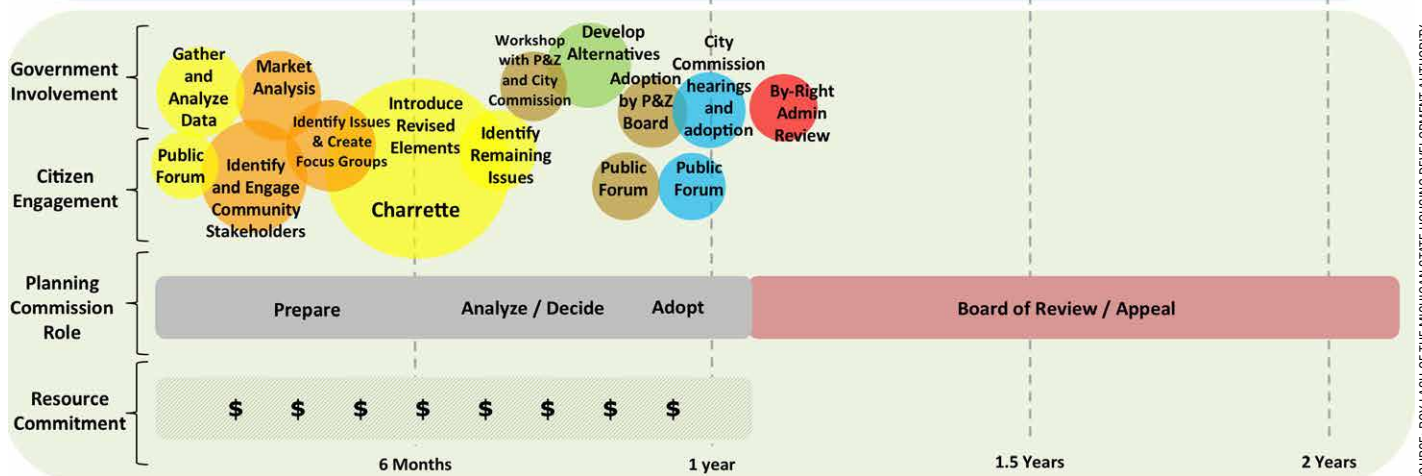 Government
Involvement
Gather
and
Analyze
Data
Market
Analysis
Identify Issues
& Create
Focus Groups
Introduce
Revised
Elements
Identify
Remaining
Issues
Workshop
with P&Z
and City
Commission
Develop
Alternatives
Adoption
by P&Z
Board
City
Commission
hearings
and
adoption
By-Right
Admin
Review
Citizen
Engagement
Public
Forum
Identify
and Engage
Community
Stakeholders
Charrette
Public
Forum
Public
Forum
Planning
Commission
Role
Prepare
Analyze / Decide
Adopt
Board of Review / Appeal
Resource
Commitment
$ $ $ $ $ $ $ $
6 Months
1 year
1.5 Years
2 Years